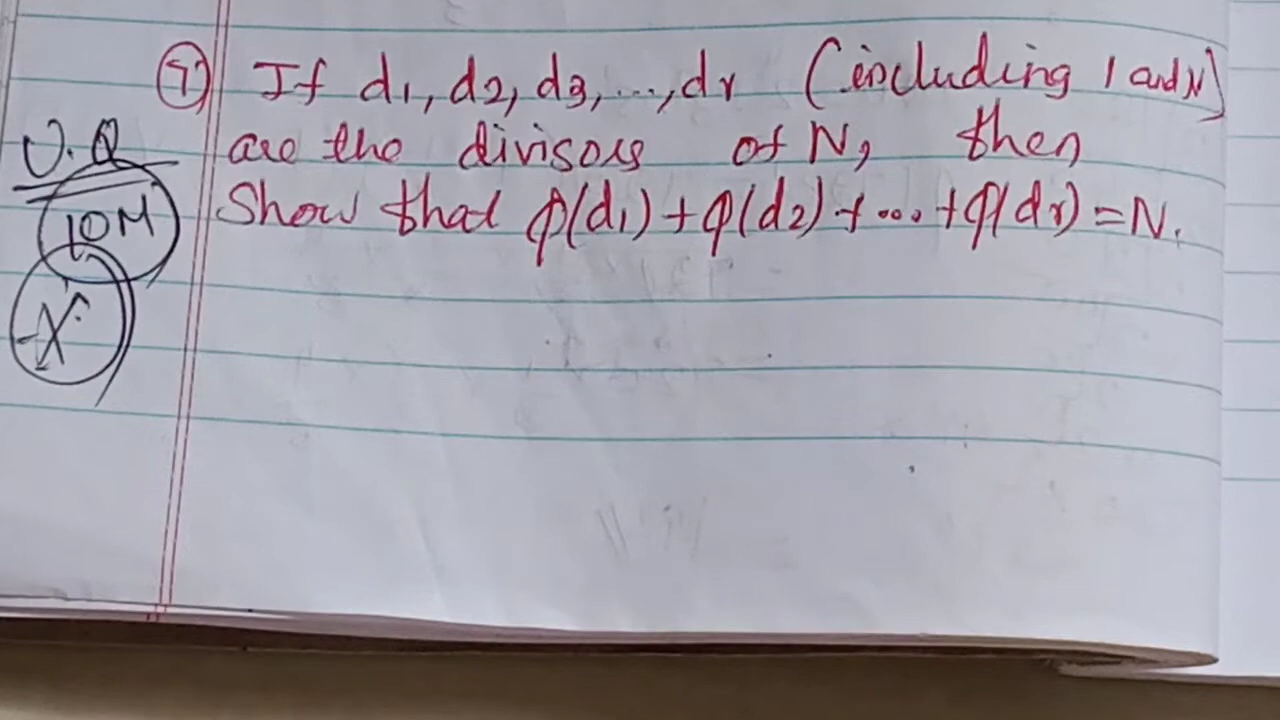 7) If d1, d2, d3, ..., dr (including 1 and N)
U.Q are the divisors of N, then
10M Show that φ(d1) + φ(d2) + ... + φ(dr) = N.